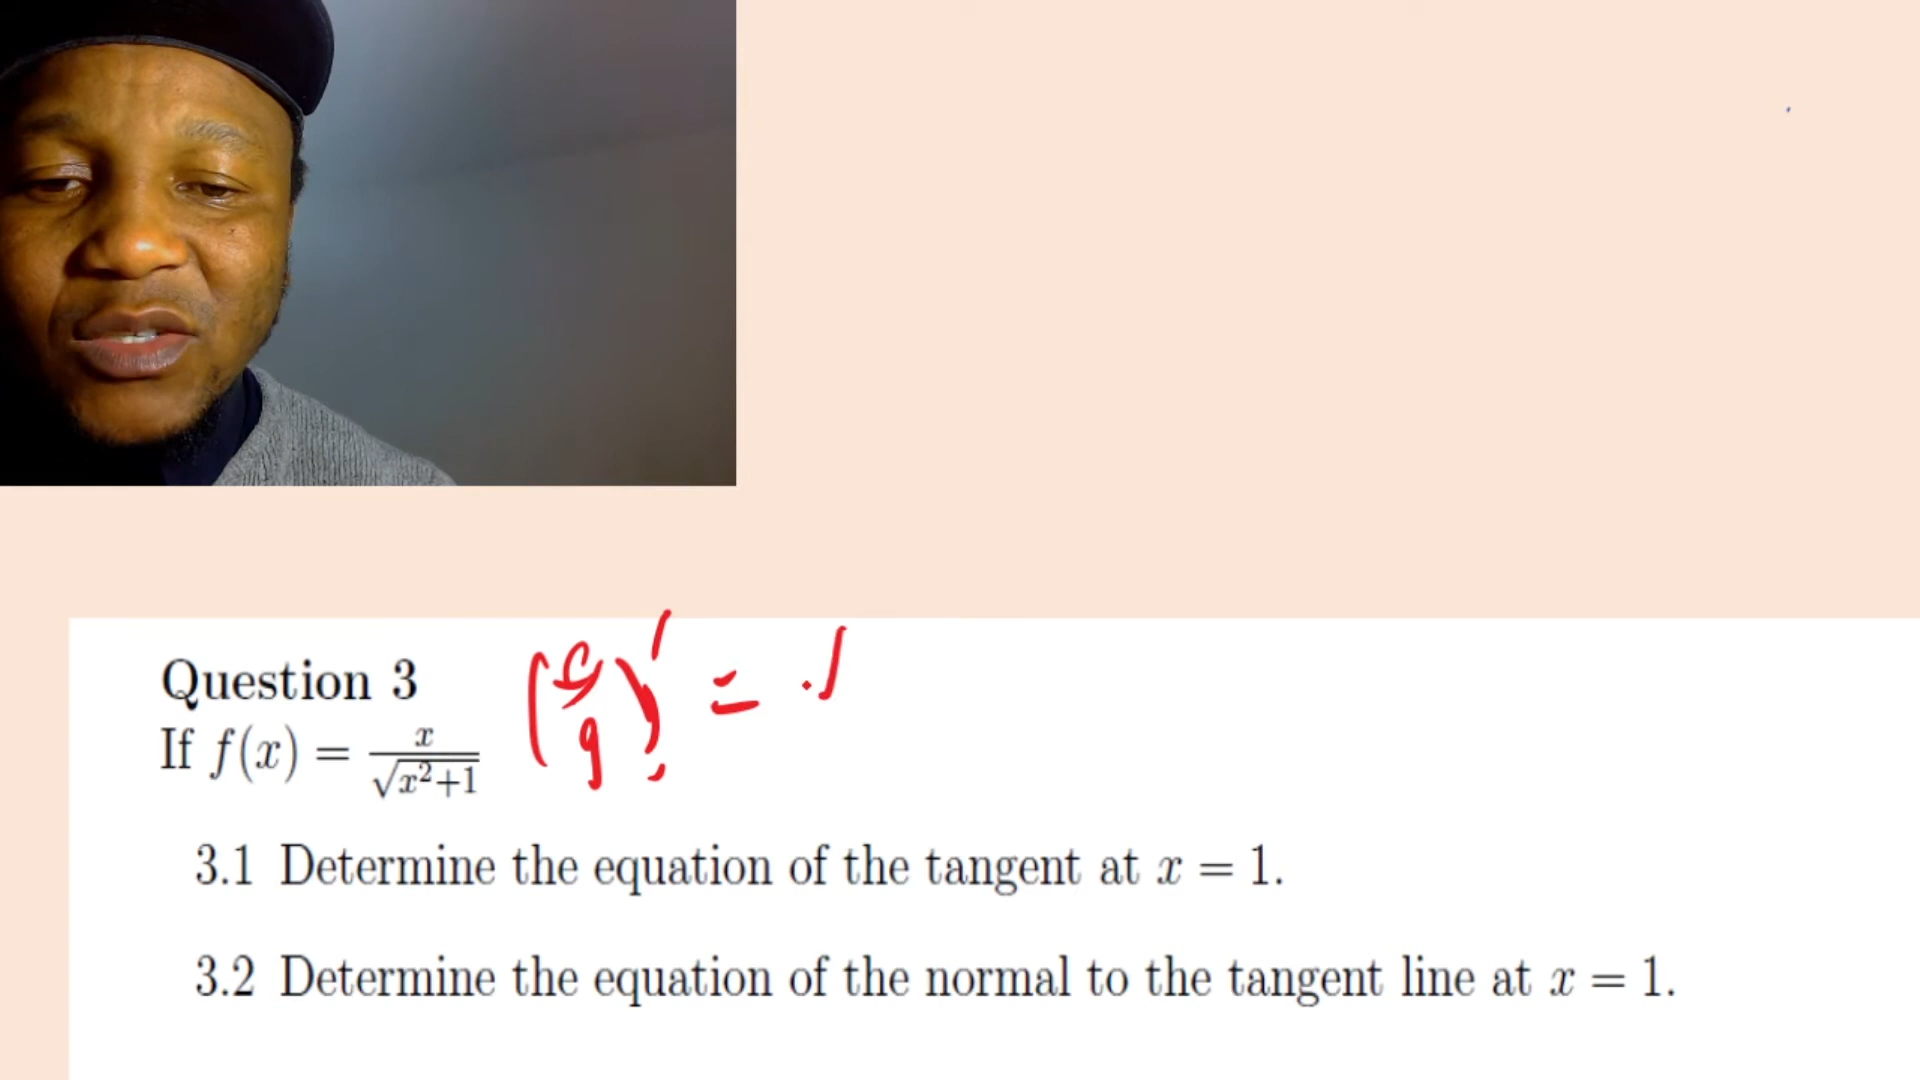 Question 3
If f(x) = x/√(x²+1)
(f/g)' =
3.1 Determine the equation of the tangent at x = 1.
3.2 Determine the equation of the normal to the tangent line at x = 1.